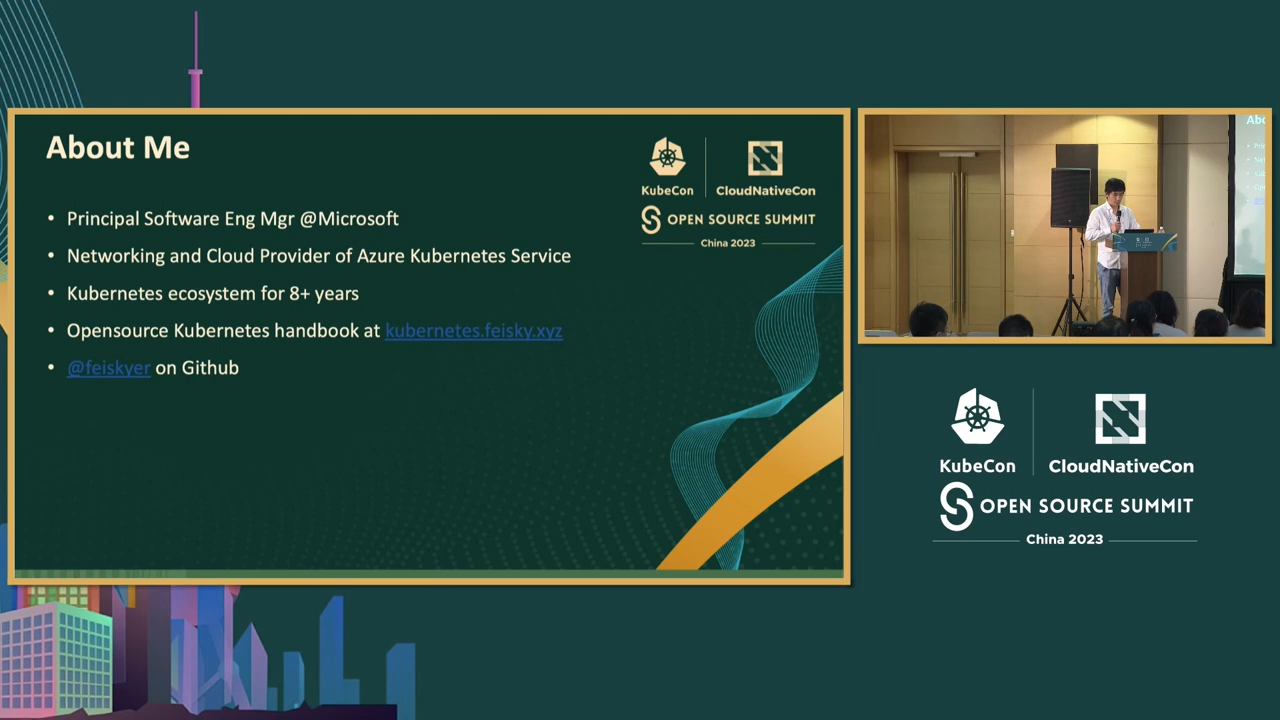 About Me
KubeCon
CloudNativeCon
OPEN SOURCE SUMMIT
China 2023
• Principal Software Eng Mgr @Microsoft
• Networking and Cloud Provider of Azure Kubernetes Service
• Kubernetes ecosystem for 8+ years
• Opensource Kubernetes handbook at kubernetes.feisky.xyz
• @feiskyer on Github
KubeCon
CloudNativeCon
OPEN SOURCE SUMMIT
China 2023